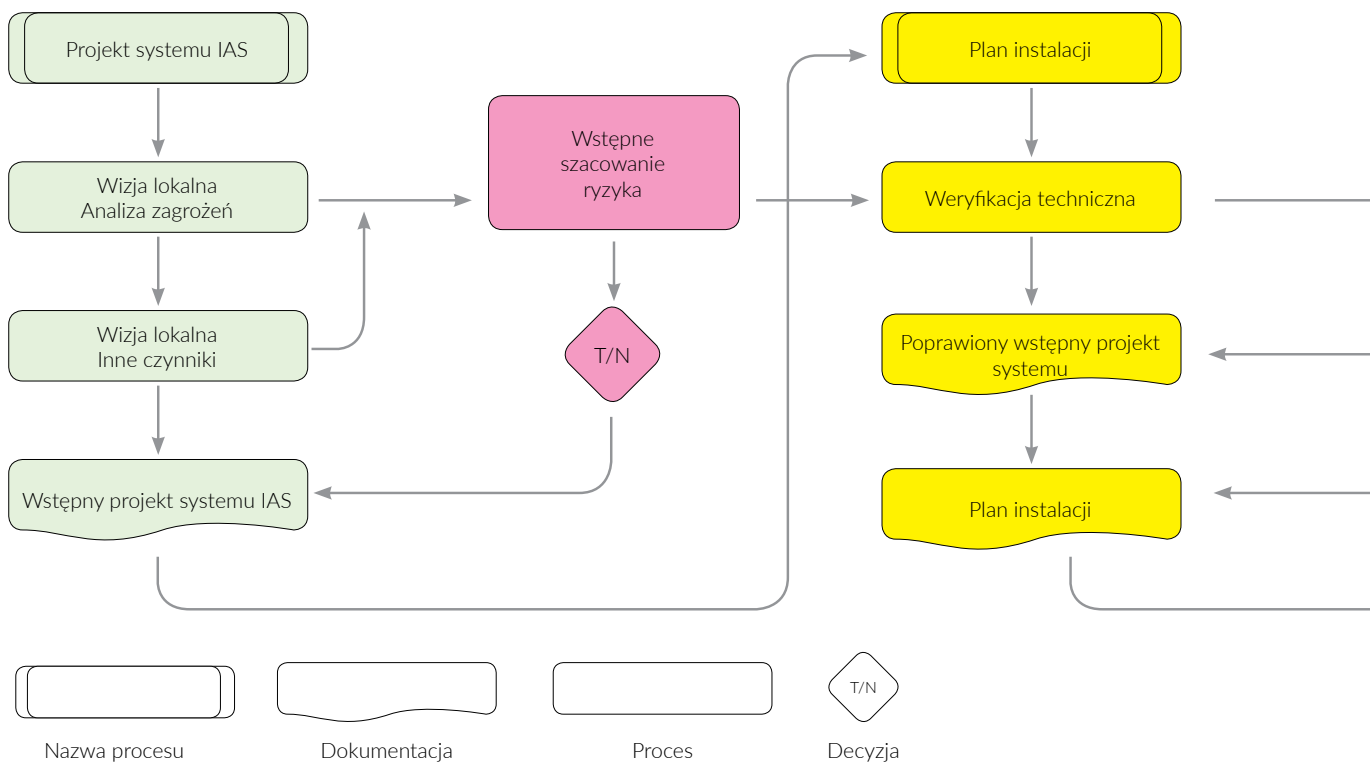 Projekt systemu IAS
Wizja lokalna
Analiza zagrożeń
Wizja lokalna
Inne czynniki
Wstępny projekt systemu IAS
Wstępne
szacowanie
ryzyka
T/N
Plan instalacji
Weryfikacja techniczna
Poprawiony wstępny projekt
systemu
Plan instalacji
Nazwa procesu
Dokumentacja
Proces
T/N
Decyzja